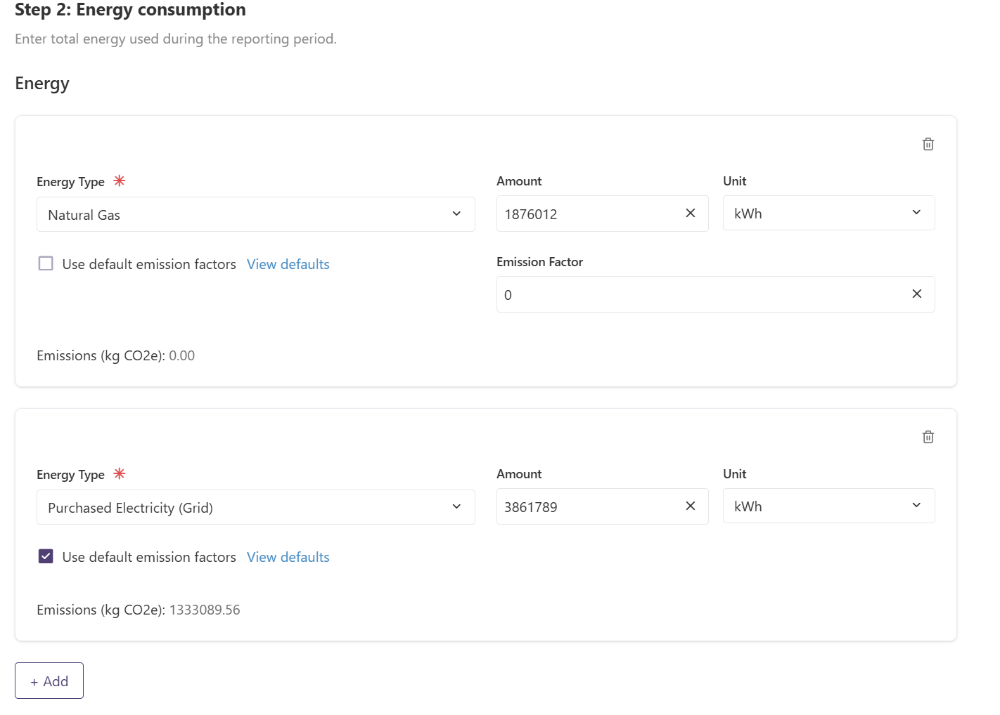 Step 2: Energy consumption
Enter total energy used during the reporting period.
Energy
Energy Type *
Amount
Unit
Natural Gas
1876012
kWh
Use default emission factors View defaults
Emission Factor
0
Emissions (kg CO2e): 0.00
Energy Type *
Amount
Unit
Purchased Electricity (Grid)
3861789
kWh
Use default emission factors View defaults
Emissions (kg CO2e): 1333089.56
+ Add